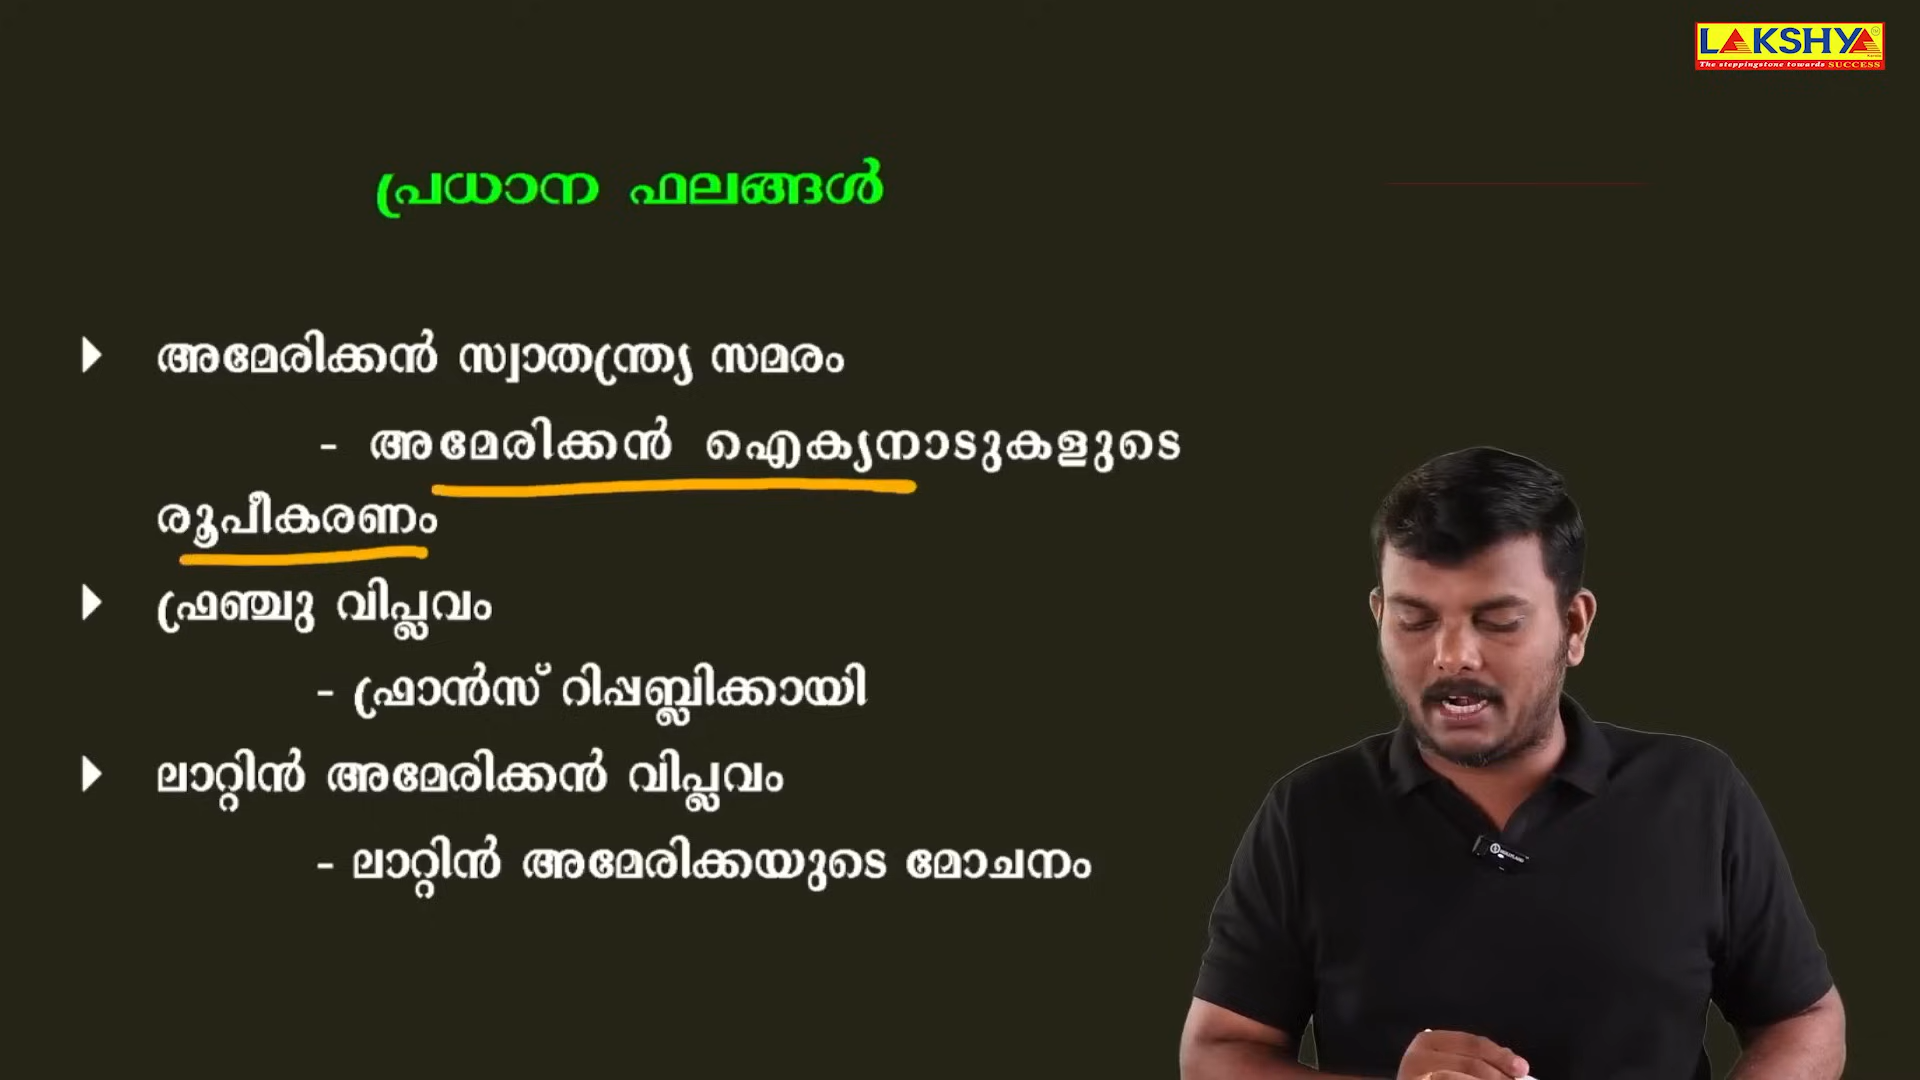 LAKSHYA
The steppingstone towards SUCCESS
പ്രധാന ഫലങ്ങൾ
അമേരിക്കൻ സ്വാതന്ത്ര്യ സമരം
- അമേരിക്കൻ ഐക്യനാടുകളുടെ
രൂപീകരണം
ഫ്രഞ്ചു വിപ്ലവം
- ഫ്രാൻസ് റിപ്പബ്ലിക്കായി
ലാറ്റിൻ അമേരിക്കൻ വിപ്ലവം
- ലാറ്റിൻ അമേരിക്കയുടെ മോചനം